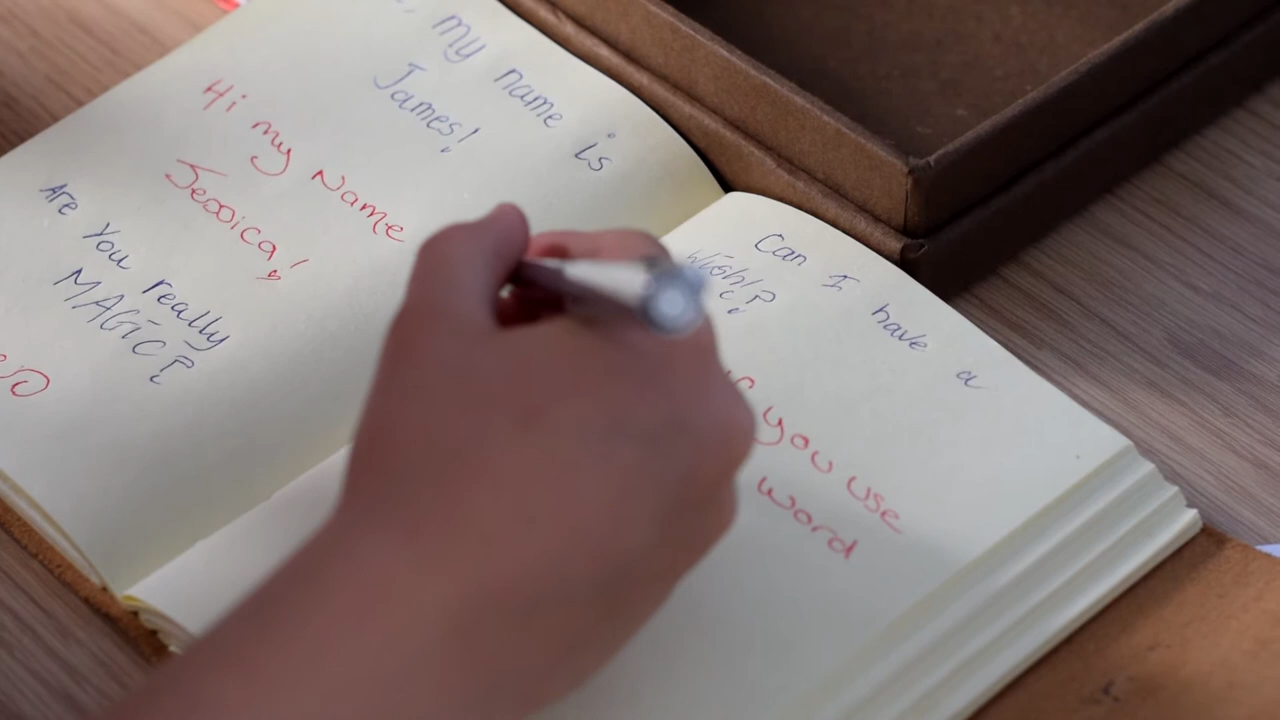 my name is
James!
Hi my Name
Jessica!
Are You really
MAGIC?
Can I have a
Wish!?
you use
word